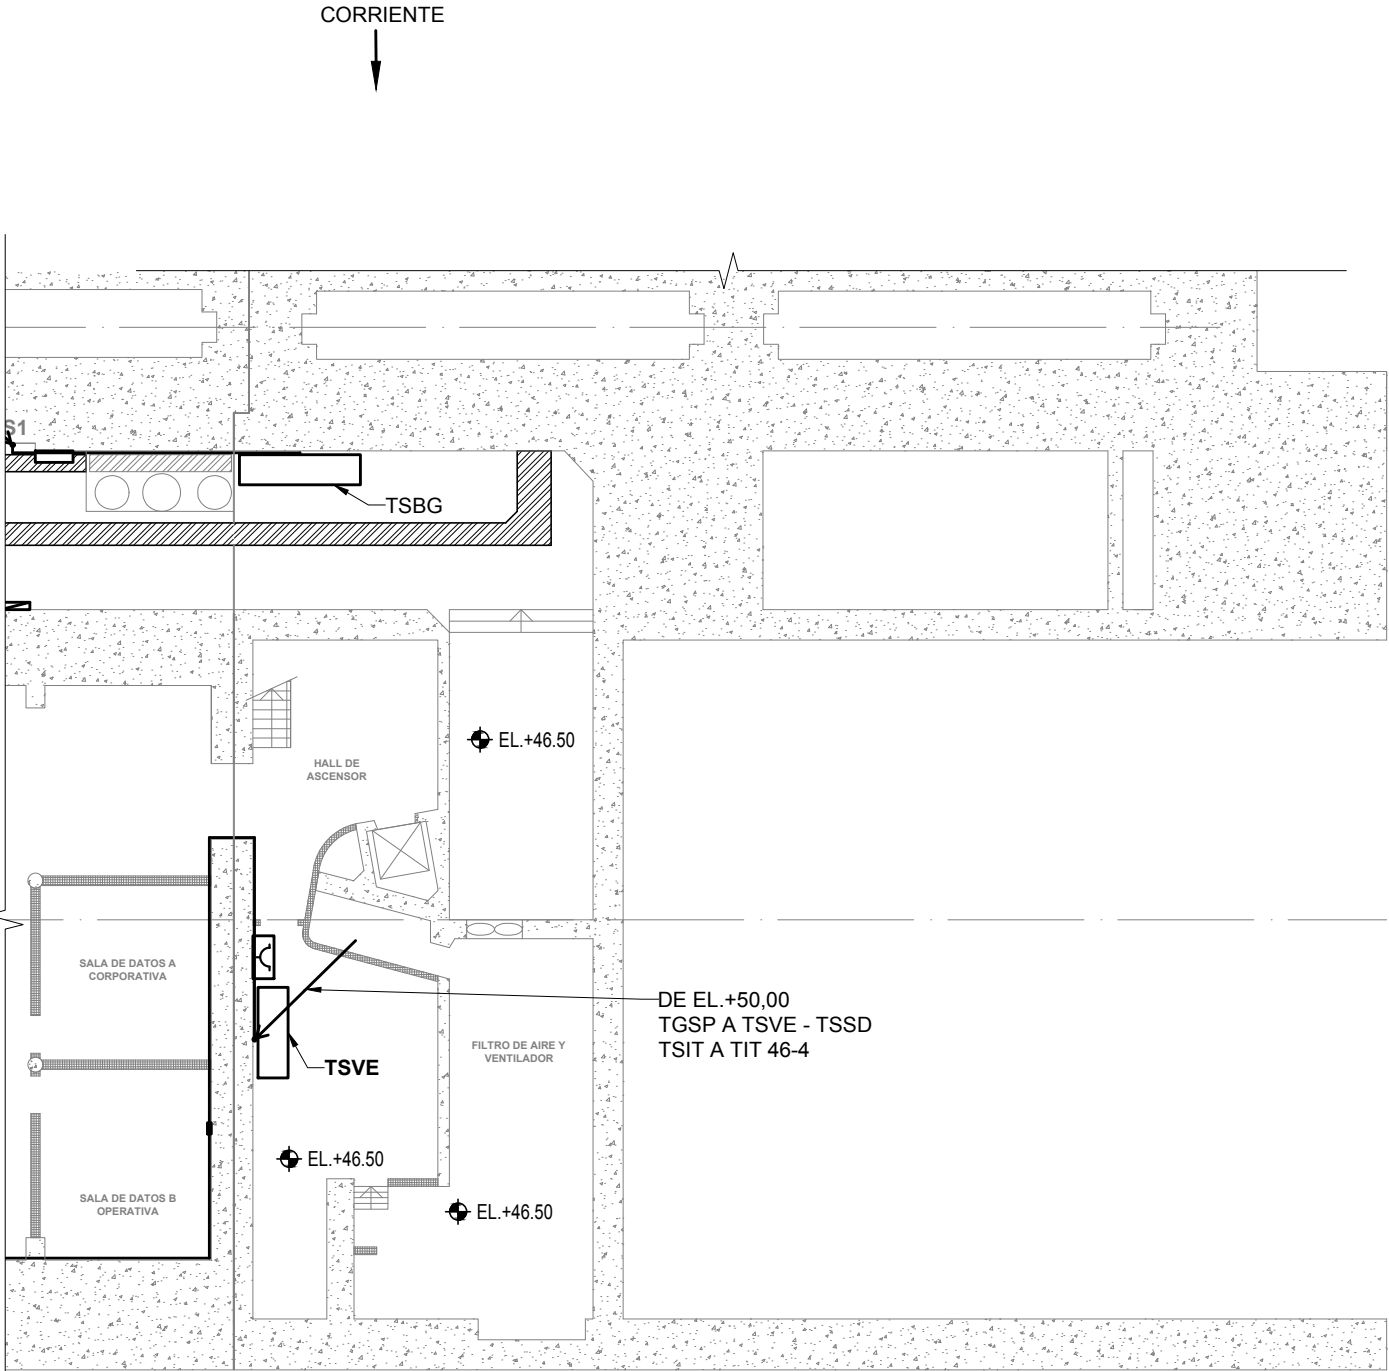 CORRIENTE
S1
TSBG
EL.+46.50
HALL DE
ASCENSOR
SALA DE DATOS A
CORPORATIVA
DE EL.+50,00
TGSP A TSVE - TSSD
TSIT A TIT 46-4
FILTRO DE AIRE Y
VENTILADOR
TSVE
EL.+46.50
SALA DE DATOS B
OPERATIVA
EL.+46.50